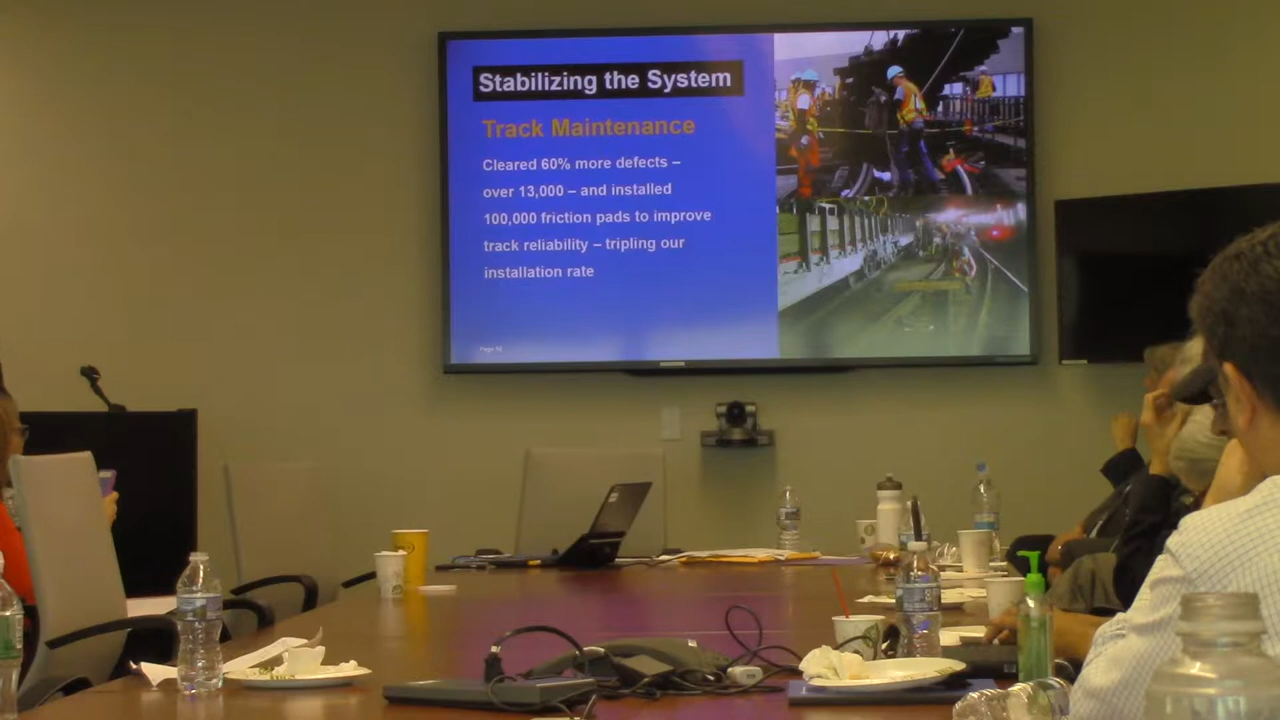 Stabilizing the System
Track Maintenance
Cleared 60% more defects –
over 13,000 – and installed
100,000 friction pads to improve
track reliability – tripling our
installation rate